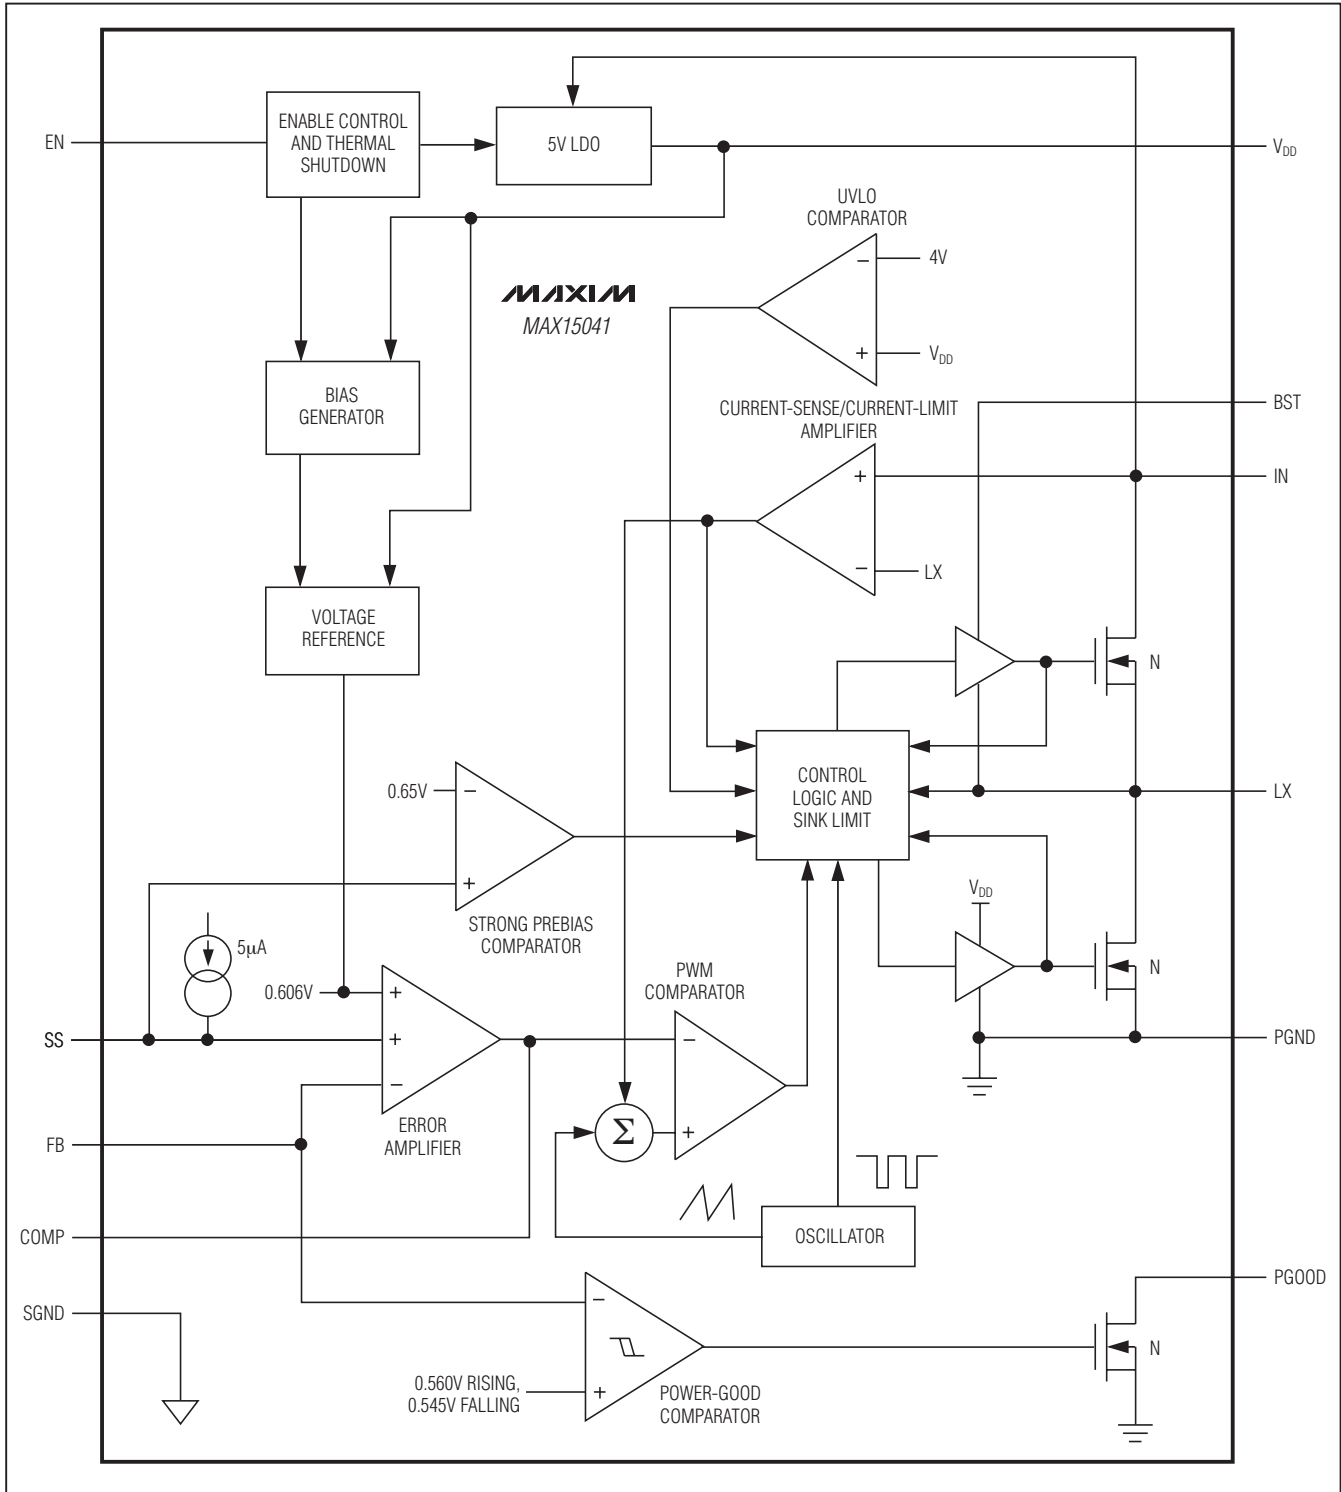 ENABLE CONTROL
AND THERMAL
SHUTDOWN
EN
5V LDO
VDD
UVLO
COMPARATOR
4V
MAXIM
MAX15041
VDD
BIAS
GENERATOR
CURRENT-SENSE/CURRENT-LIMIT
AMPLIFIER
BST
+
−
+
IN
−
LX
VOLTAGE
REFERENCE
N
0.65V
−
CONTROL
LOGIC AND
SINK LIMIT
LX
+
VDD
STRONG PREBIAS
COMPARATOR
5μA
PWM
COMPARATOR
N
0.606V
+
SS
+
−
PGND
−
ERROR
AMPLIFIER
Σ
+
FB
COMP
OSCILLATOR
PGOOD
SGND
−
N
0.560V RISING,
0.545V FALLING
+
POWER-GOOD
COMPARATOR